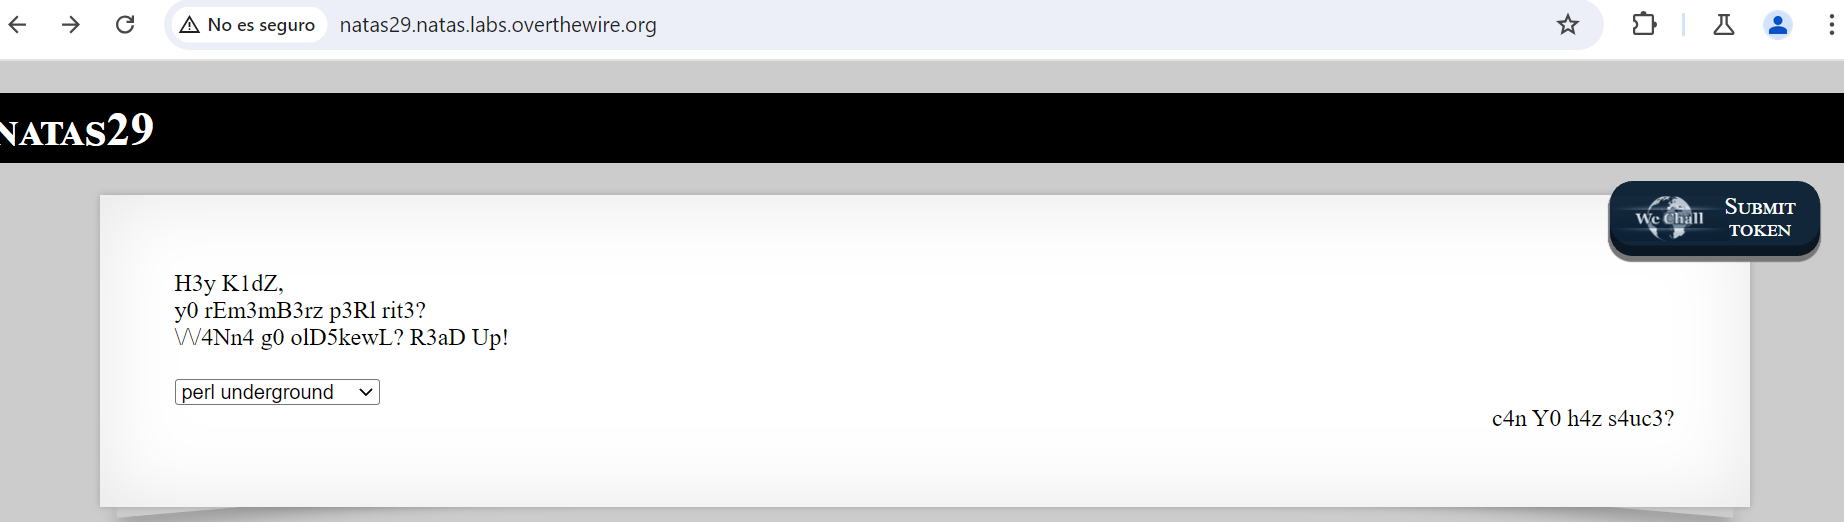 No es seguro natas29.natas.labs.overthewire.org
NATAS29
We Chall
SUBMIT
TOKEN
H3y K1dZ,
y0 rEm3mB3rz p3Rl rit3?
\/\/4Nn4 g0 olD5kewL? R3aD Up!
perl underground
c4n Y0 h4z s4uc3?